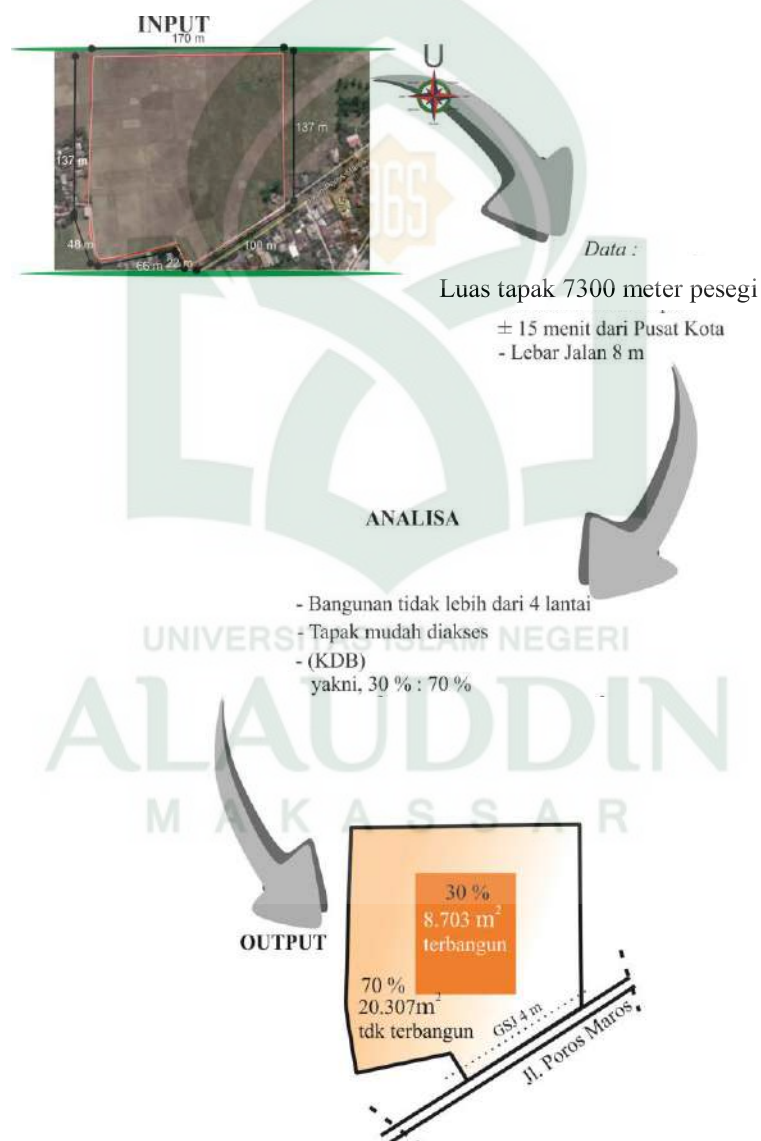 INPUT
170 m
U
137 m
137 m
48 m
66 m
22 m
100 m
Data :
Luas tapak 7300 meter pesegi
± 15 menit dari Pusat Kota
- Lebar Jalan 8 m
ANALISA
- Bangunan tidak lebih dari 4 lantai
- Tapak mudah diakses
- (KDB)
yakni, 30 % : 70 %
UNIVERSITAS ISLAM NEGERI
ALAUDDIN
MAKASSAR
30 %
8.703 m²
terbangun
OUTPUT
70 %
20.307m²
tdk terbangun
GSJ 4 m
Jl. Poros Maros